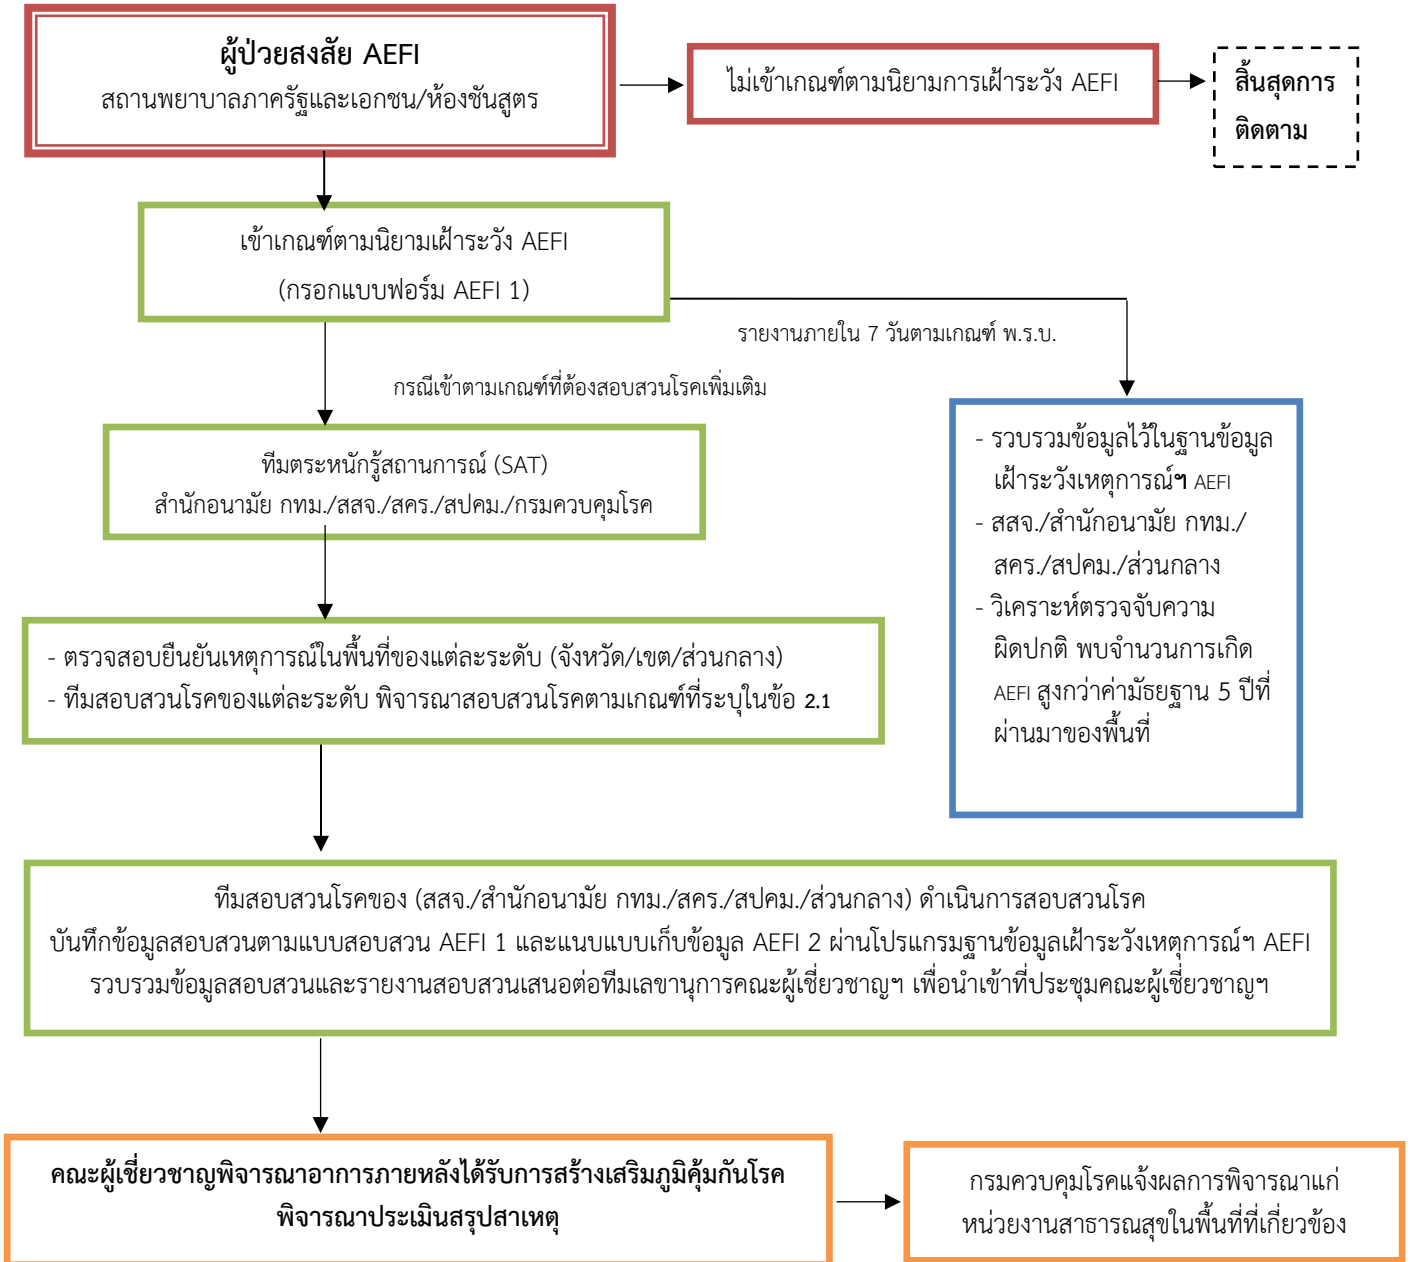 ผู้ป่วยสงสัย AEFI
สถานพยาบาลภาครัฐและเอกชน/ห้องชันสูตร
ไม่เข้าเกณฑ์ตามนิยามการเฝ้าระวัง AEFI
สิ้นสุดการ
ติดตาม
เข้าเกณฑ์ตามนิยามเฝ้าระวัง AEFI
(กรอกแบบฟอร์ม AEFI 1)
รายงานภายใน 7 วันตามเกณฑ์ พ.ร.บ.
กรณีเข้าตามเกณฑ์ที่ต้องสอบสวนโรคเพิ่มเติม
ทีมตระหนักรู้สถานการณ์ (SAT)
สำนักอนามัย กทม./สสจ./สคร./สปคม./กรมควบคุมโรค
- รวบรวมข้อมูลไว้ในฐานข้อมูล
เฝ้าระวังเหตุการณ์ฯ AEFI
- สสจ./สำนักอนามัย กทม./
สคร./สปคม./ส่วนกลาง
- วิเคราะห์ตรวจจับความ
ผิดปกติ พบจำนวนการเกิด
AEFI สูงกว่าค่ามัธยฐาน 5 ปีที่
ผ่านมาของพื้นที่
- ตรวจสอบยืนยันเหตุการณ์ในพื้นที่ของแต่ละระดับ (จังหวัด/เขต/ส่วนกลาง)
- ทีมสอบสวนโรคของแต่ละระดับ พิจารณาสอบสวนโรคตามเกณฑ์ที่ระบุในข้อ 2.1
ทีมสอบสวนโรคของ (สสจ./สำนักอนามัย กทม./สคร./สปคม./ส่วนกลาง) ดำเนินการสอบสวนโรค
บันทึกข้อมูลสอบสวนตามแบบสอบสวน AEFI 1 และแนบแบบเก็บข้อมูล AEFI 2 ผ่านโปรแกรมฐานข้อมูลเฝ้าระวังเหตุการณ์ฯ AEFI
รวบรวมข้อมูลสอบสวนและรายงานสอบสวนเสนอต่อทีมเลขานุการคณะผู้เชี่ยวชาญฯ เพื่อนำเข้าที่ประชุมคณะผู้เชี่ยวชาญฯ
คณะผู้เชี่ยวชาญพิจารณาอาการภายหลังได้รับการสร้างเสริมภูมิคุ้มกันโรค
พิจารณาประเมินสรุปสาเหตุ
กรมควบคุมโรคแจ้งผลการพิจารณาแก่
หน่วยงานสาธารณสุขในพื้นที่ที่เกี่ยวข้อง